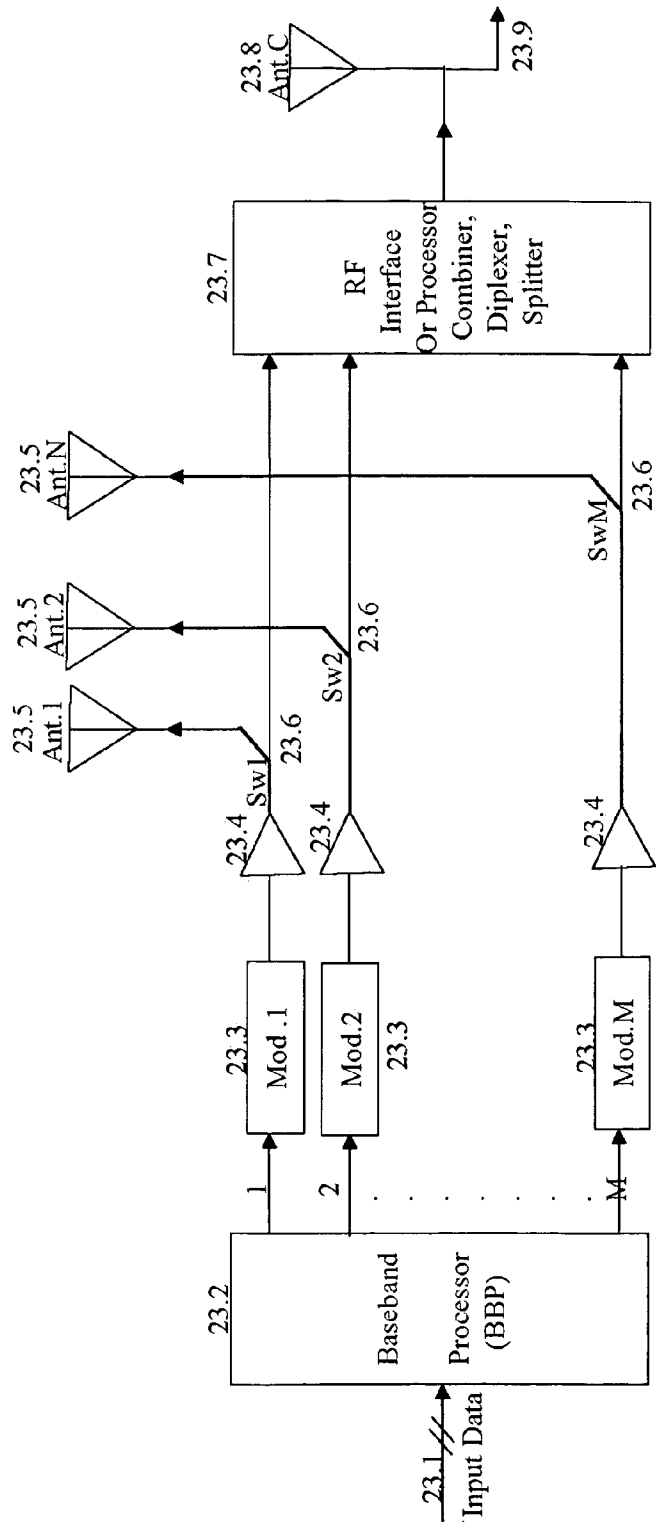 23.1
Input Data
23.2
Baseband
Processor
(BBP)
1
2
. . . . . . .
M
23.3
Mod .1
Mod.2
23.3
23.3
Mod.M
23.4
23.4
23.4
Sw1
23.6
Sw2
23.6
SwM
23.6
23.5
Ant.1
23.5
Ant.2
23.5
Ant.N
23.7
RF
Interface
Or Processor
Combiner,
Diplexer,
Splitter
23.8
Ant.C
23.9